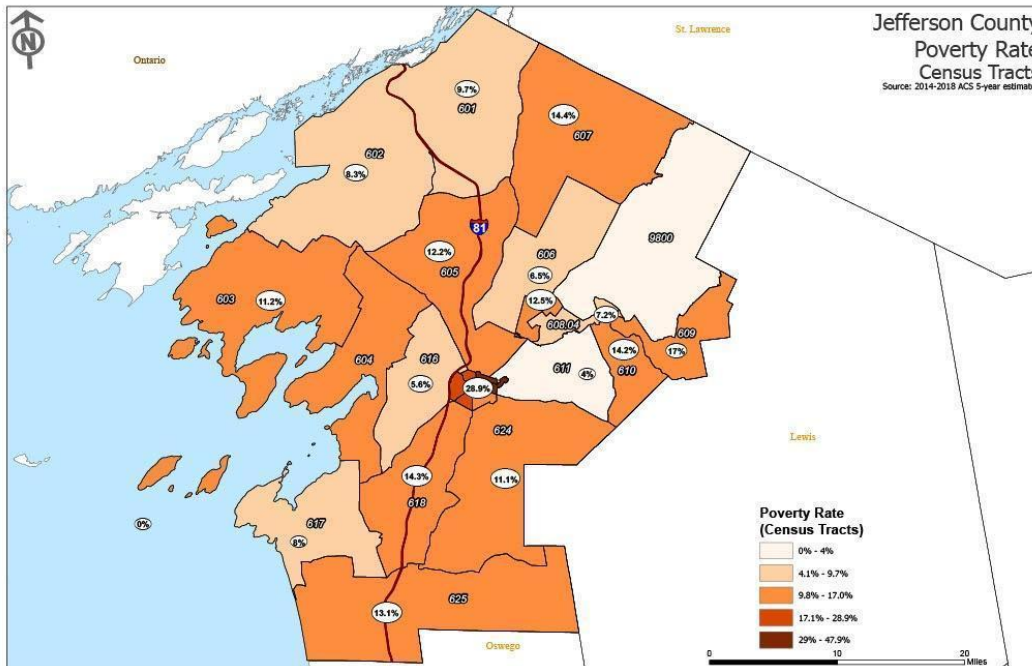 Jefferson County
Poverty Rate
Census Tracts
Source: 2014-2018 ACS 5-year estimate
N
Ontario
St. Lawrence
9.7%
601
14.4%
607
602
8.3%
81
9800
12.2%
605
606
6.5%
603
11.2%
12.5%
7.2%
608.04
609
17%
14.2%
610
604
616
5.6%
611
4%
28.9%
624
Lewis
14.3%
618
11.1%
0%
617
8%
625
13.1%
Oswego
Poverty Rate
(Census Tracts)
0% - 4%
4.1% - 9.7%
9.8% - 17.0%
17.1% - 28.9%
29% - 47.9%
0 10 20
Miles